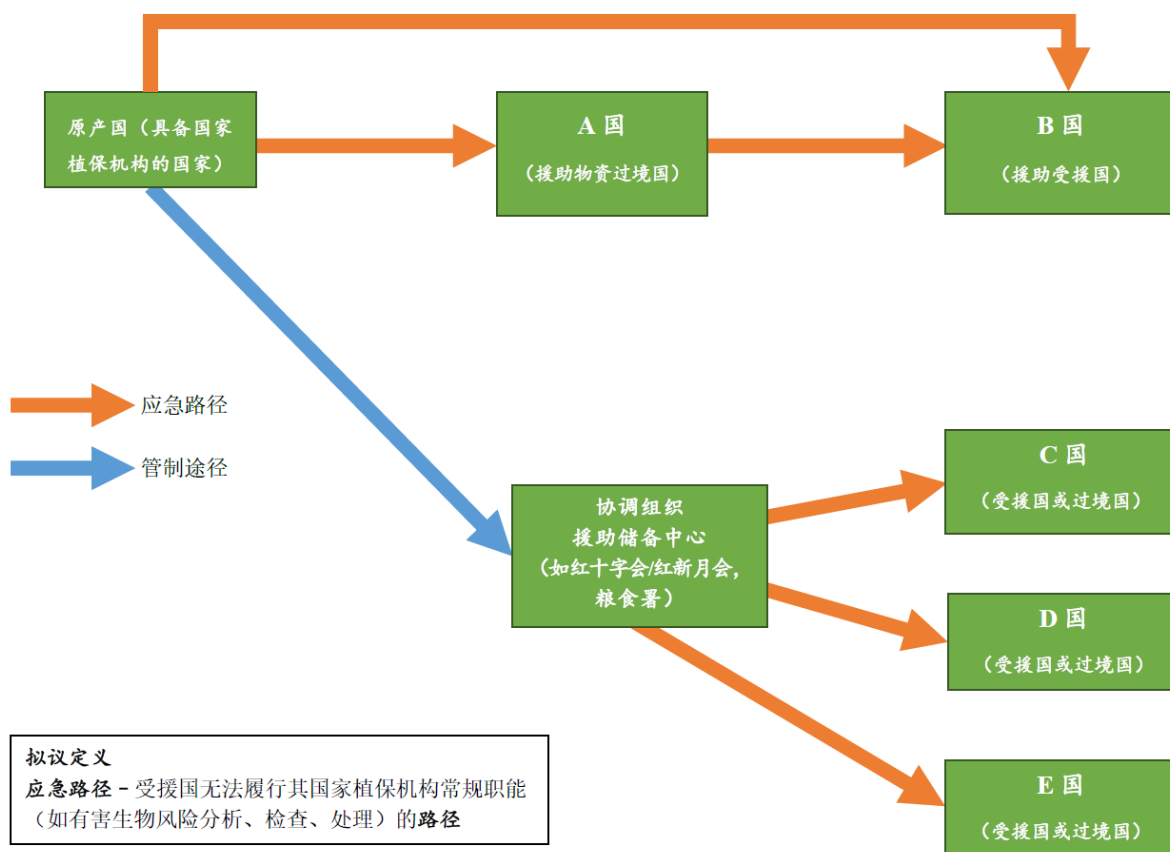 原产国（具备国家
植保机构的国家）
A 国
（援助物资过境国）
B 国
（援助受援国）
应急路径
管制途径
协调组织
援助储备中心
（如红十字会/红新月会，
粮食署）
C 国
（受援国或过境国）
D 国
（受援国或过境国）
E 国
（受援国或过境国）
拟议定义
应急路径 – 受援国无法履行其国家植保机构常规职能
（如有害生物风险分析、检查、处理）的路径